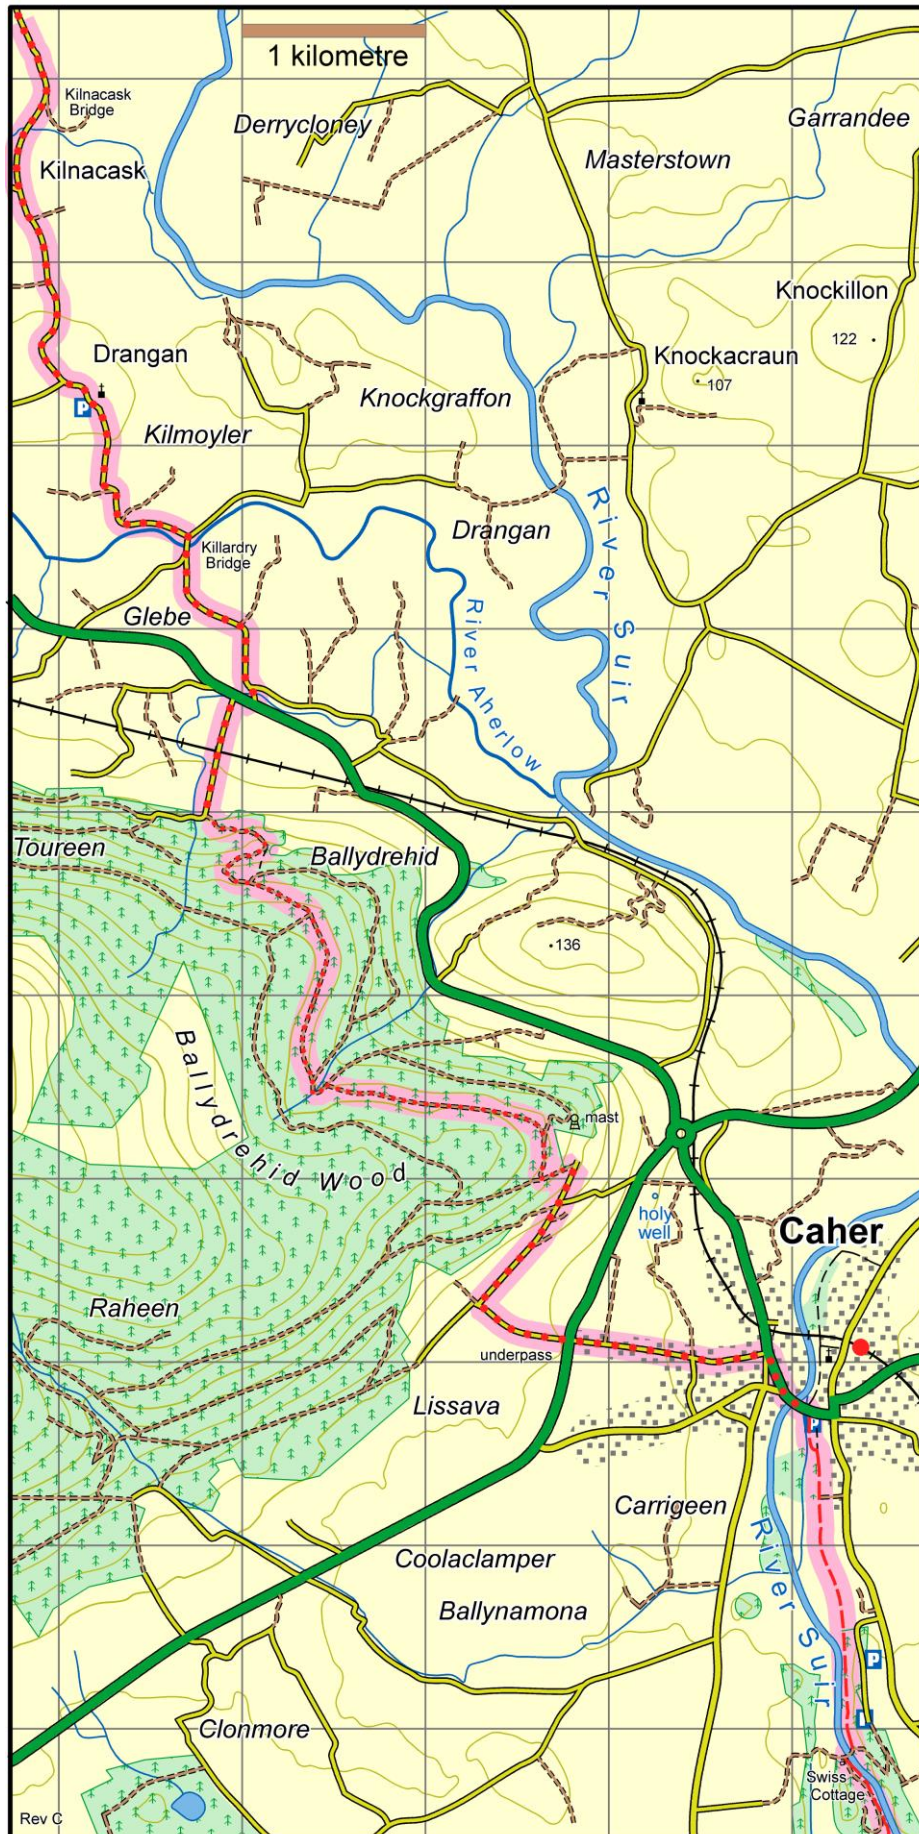 1 kilometre
Kilnacask
Bridge
Derrycloney
Garrandee
Masterstown
Kilnacask
Knockillon
122
Drangan
Knockacraun
107
P
Knockgraffon
Kilmoyler
River Suir
Drangan
Killardry
Bridge
Glebe
River Aherlow
Toureen
Ballydrehid
136
Ballydrehid Wood
mast
holy
well
Caher
Raheen
underpass
Lissava
P
Carrigeen
River Suir
Coolaclamper
Ballynamona
P
Clonmore
Swiss
Cottage
Rev C